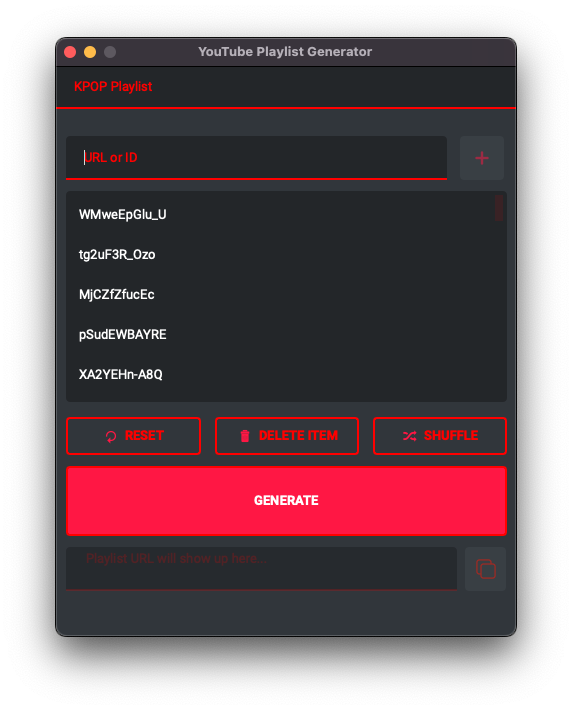 YouTube Playlist Generator
KPOP Playlist
URL or ID
WMweEpGlu_U
tg2uF3R_Ozo
MjCZfZfucEc
pSudEWBAYRE
XA2YEHn-A8Q
RESET DELETE ITEM SHUFFLE
GENERATE
Playlist URL will show up here...